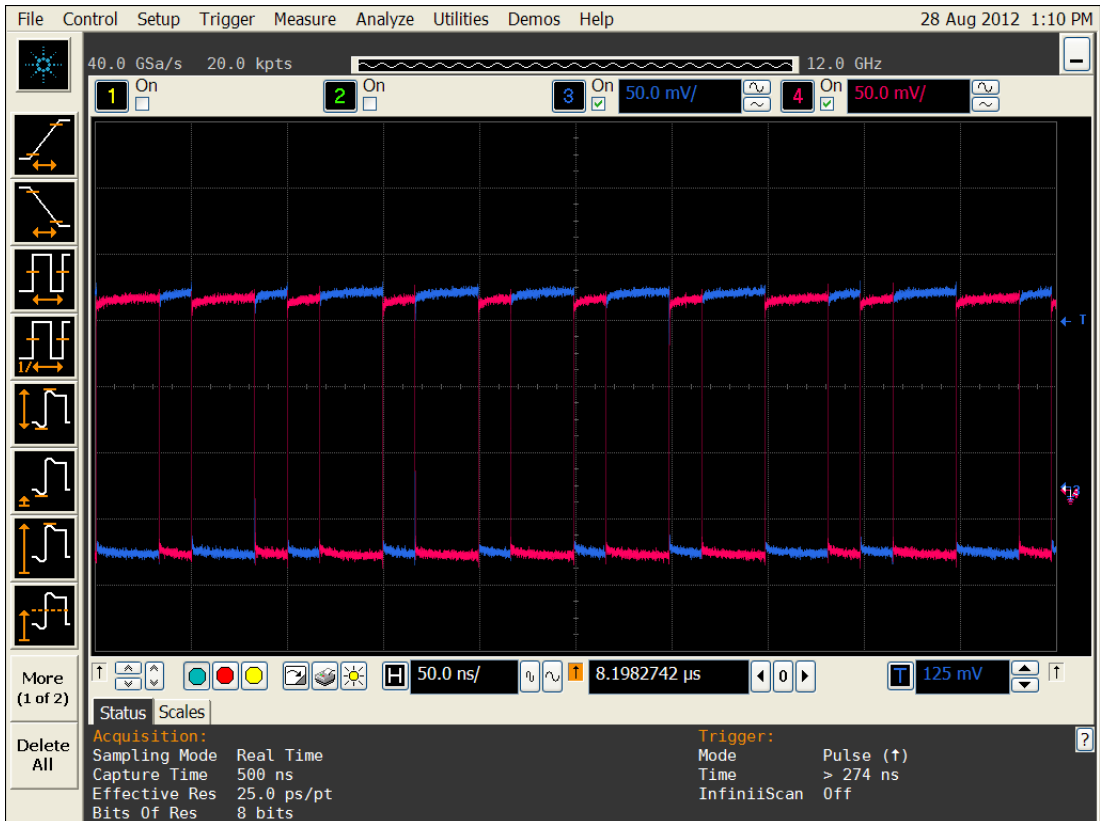 File Control Setup Trigger Measure Analyze Utilities Demos Help 28 Aug 2012 1:10 PM
40.0 GSa/s 20.0 kpts 12.0 GHz
1 On 2 On 3 On 50.0 mV/ 4 On 50.0 mV/
T
1/
More
(1 of 2)
Delete
All
H 50.0 ns/ 8.1982742 µs 0 T 125 mV
Status Scales
Acquisition: Trigger: ?
Sampling Mode Real Time Mode Pulse (↑)
Capture Time 500 ns Time > 274 ns
Effective Res 25.0 ps/pt InfiniiScan Off
Bits Of Res 8 bits